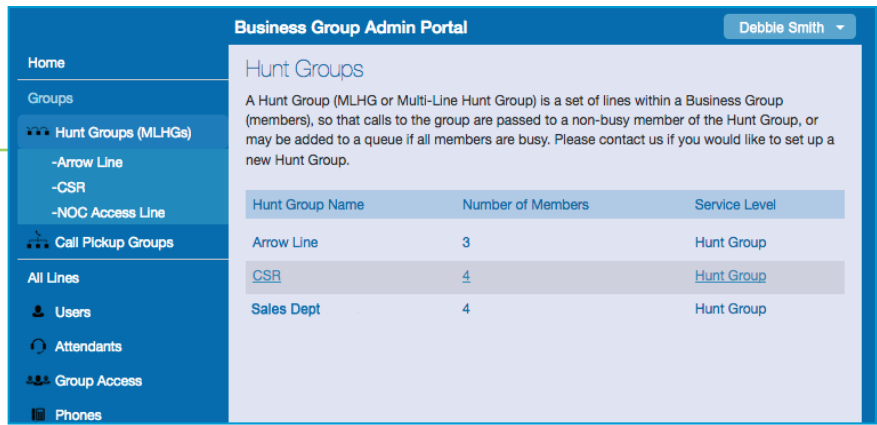 Business Group Admin Portal
Debbie Smith
Home
Groups
Hunt Groups (MLHGs)
-Arrow Line
-CSR
-NOC Access Line
Call Pickup Groups
All Lines
Users
Attendants
Group Access
Phones
Hunt Groups
A Hunt Group (MLHG or Multi-Line Hunt Group) is a set of lines within a Business Group
(members), so that calls to the group are passed to a non-busy member of the Hunt Group, or
may be added to a queue if all members are busy. Please contact us if you would like to set up a
new Hunt Group.
Hunt Group Name Number of Members Service Level
Arrow Line 3 Hunt Group
CSR 4 Hunt Group
Sales Dept 4 Hunt Group